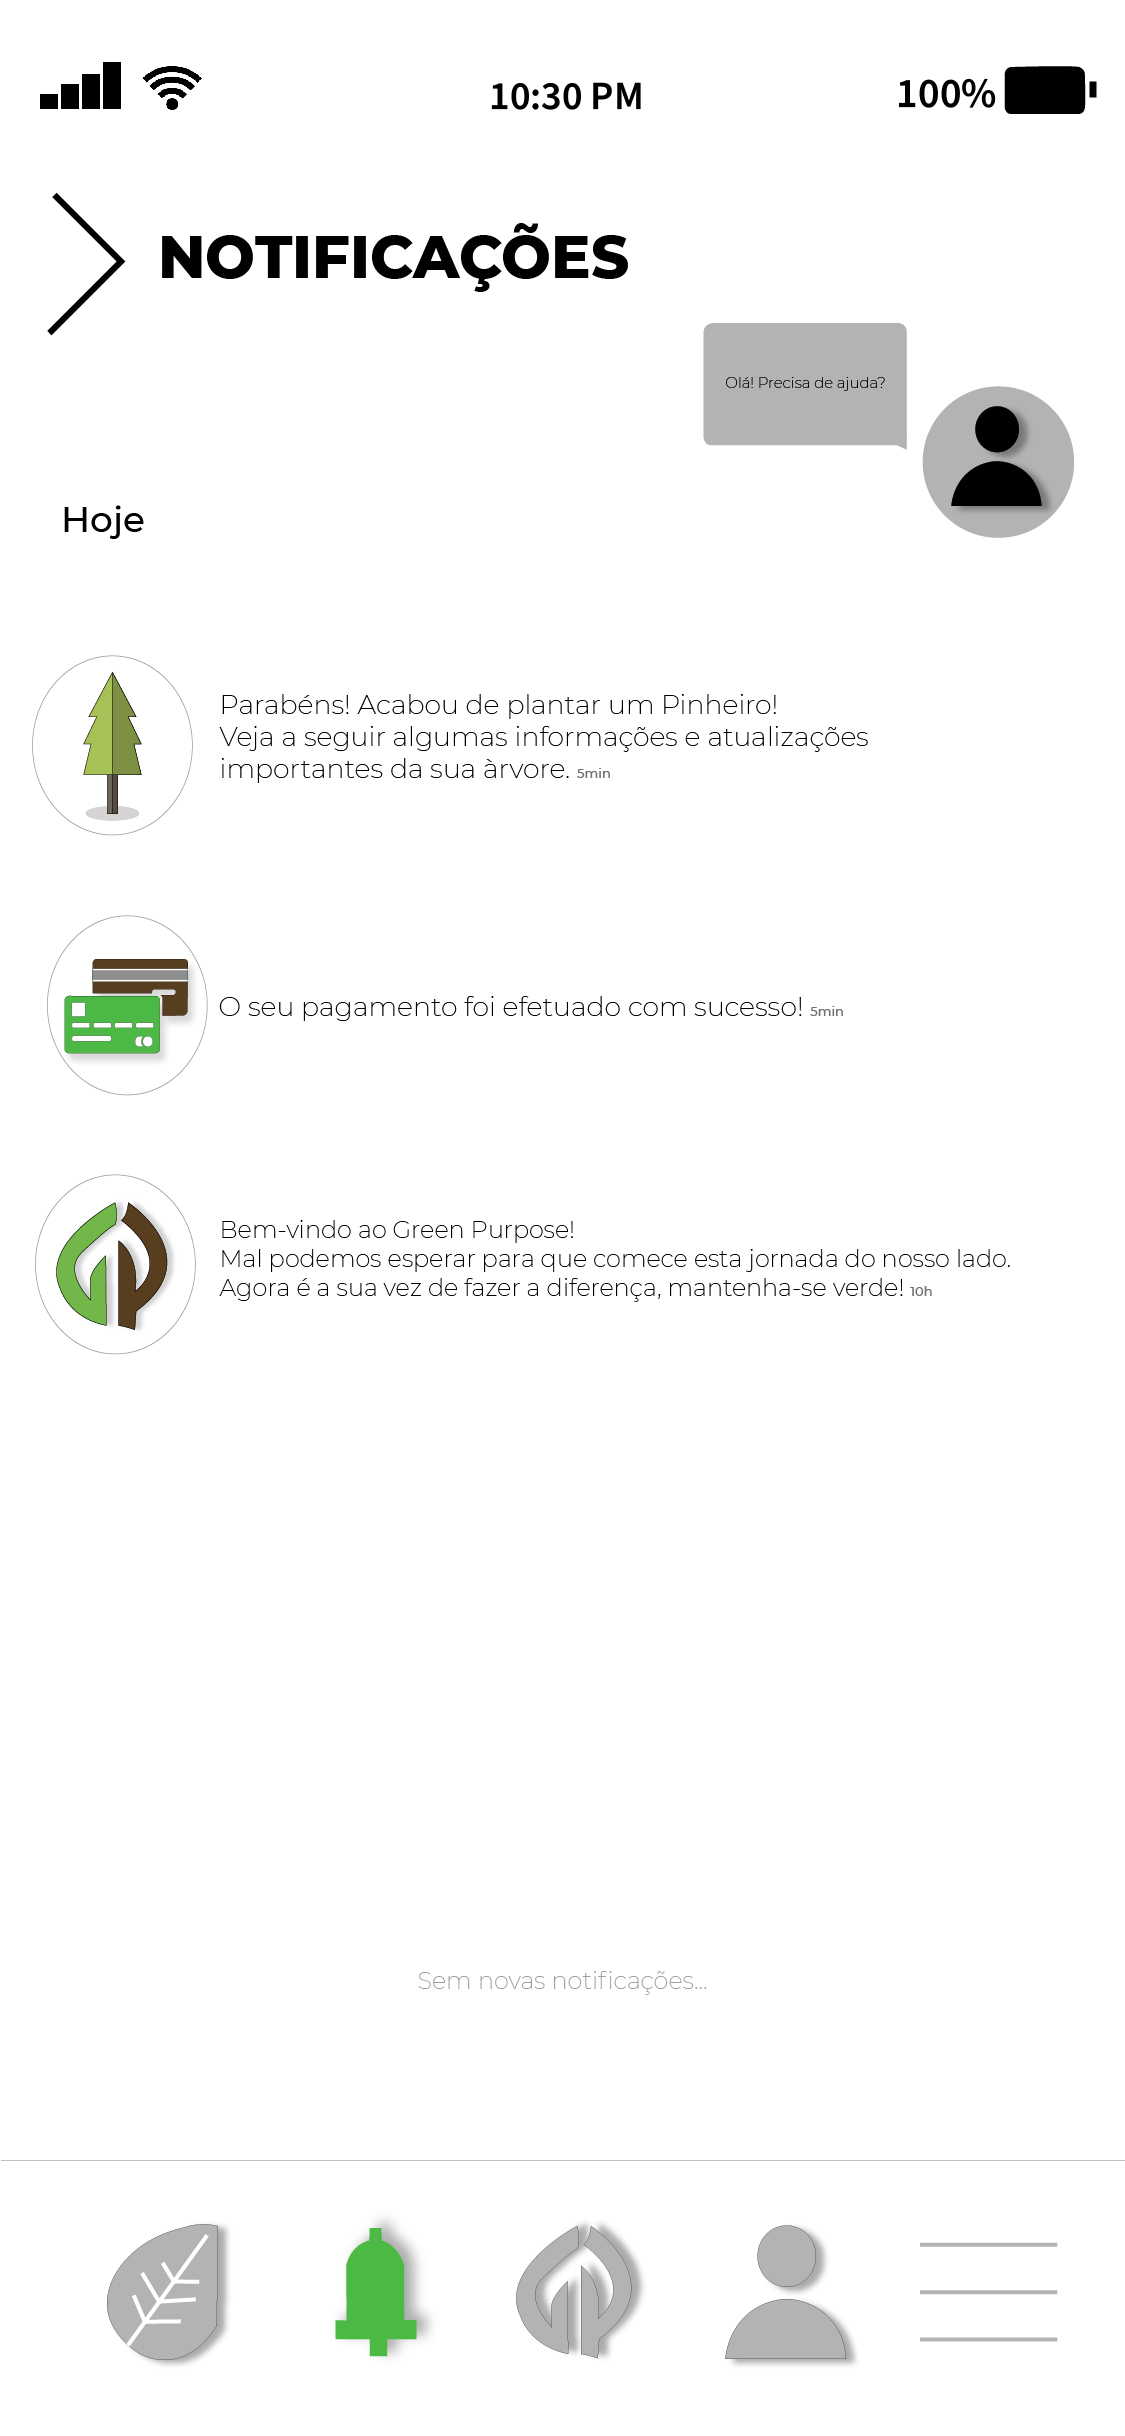 10:30 PM
100%
NOTIFICAÇÕES
Olá! Precisa de ajuda?
Hoje
Parabéns! Acabou de plantar um Pinheiro!
Veja a seguir algumas informações e atualizações
importantes da sua àrvore. 5min
O seu pagamento foi efetuado com sucesso! 5min
Bem-vindo ao Green Purpose!
Mal podemos esperar para que comece esta jornada do nosso lado.
Agora é a sua vez de fazer a diferença, mantenha-se verde! 10h
Sem novas notificações...